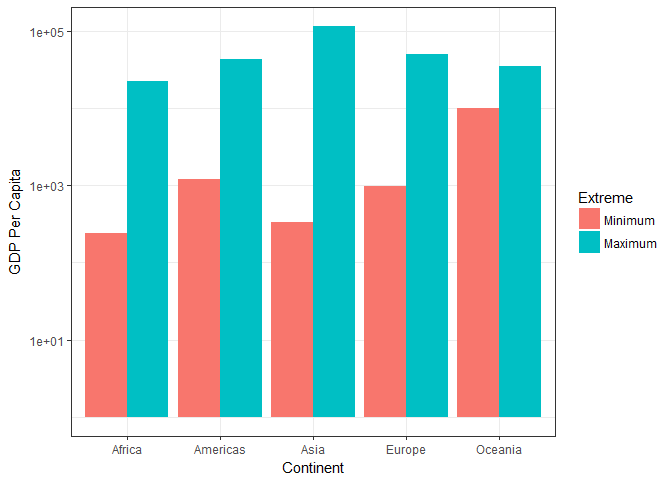 1e+05
1e+03
1e+01
GDP Per Capita
Africa Americas Asia Europe Oceania
Continent
Extreme
Minimum
Maximum